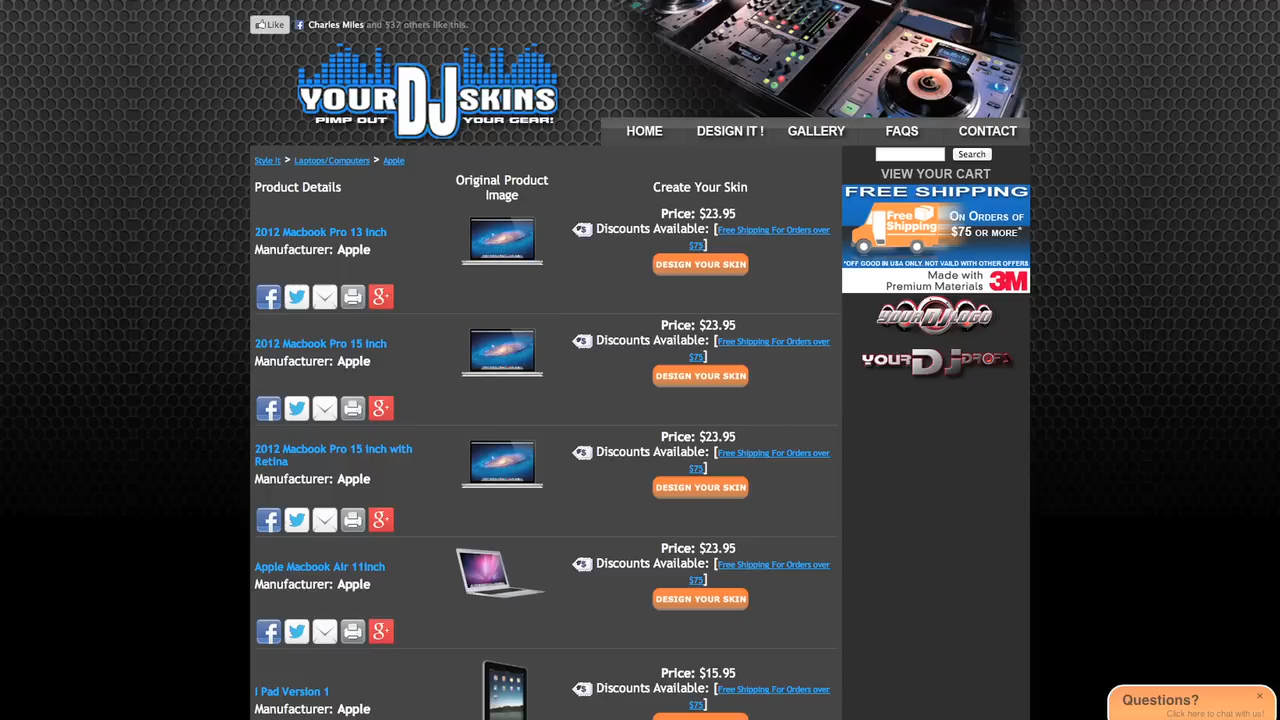 Like
Charles Miles and 537 others like this.
YOUR DJ SKINS
PIMP OUT YOUR GEAR!
HOME DESIGN IT ! GALLERY FAQS CONTACT
Style It > Laptops/Computers > Apple
Search
VIEW YOUR CART
FREE SHIPPING
Free Shipping
ON ORDERS OF
$75 OR MORE*
*OFF GOOD IN USA ONLY. NOT VAILD WITH OTHER OFFERS
Made with
Premium Materials 3M
YOUR DJ LOGO
YOUR DJ DROPS
Product Details
Original Product
Image
Create Your Skin
2012 Macbook Pro 13 Inch
Manufacturer: Apple
Price: $23.95
Discounts Available: [Free Shipping For Orders over
$75]
DESIGN YOUR SKIN
2012 Macbook Pro 15 inch
Manufacturer: Apple
Price: $23.95
Discounts Available: [Free Shipping For Orders over
$75]
DESIGN YOUR SKIN
2012 Macbook Pro 15 inch with
Retina
Manufacturer: Apple
Price: $23.95
Discounts Available: [Free Shipping For Orders over
$75]
DESIGN YOUR SKIN
Apple Macbook Air 11inch
Manufacturer: Apple
Price: $23.95
Discounts Available: [Free Shipping For Orders over
$75]
DESIGN YOUR SKIN
I Pad Version 1
Manufacturer: Apple
Price: $15.95
Discounts Available: [Free Shipping For Orders over
$75]
Questions?
Click here to chat with us!